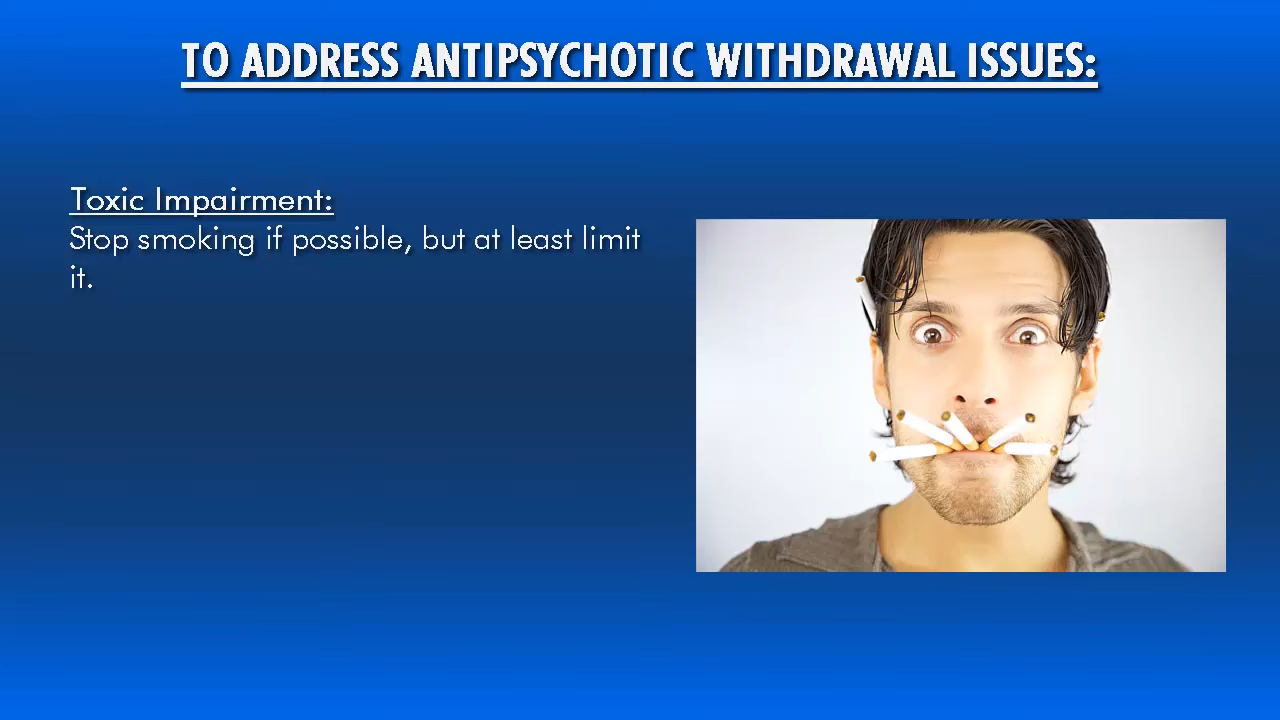 TO ADDRESS ANTIPSYCHOTIC WITHDRAWAL ISSUES:
Toxic Impairment:
Stop smoking if possible, but at least limit
it.